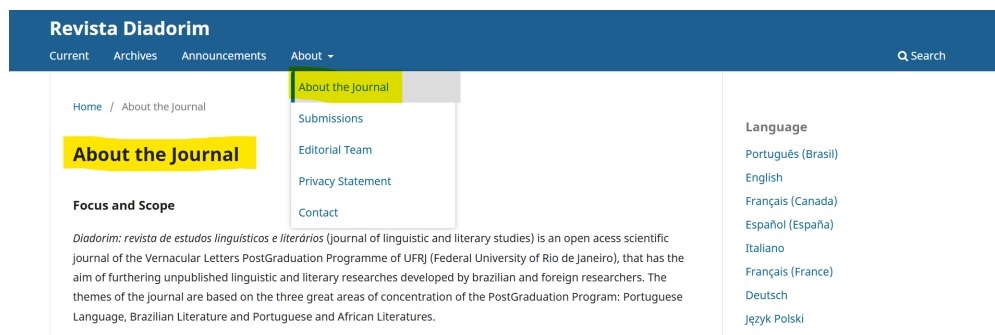 Revista Diadorim
Current Archives Announcements About Search
About the Journal
Submissions
Editorial Team
Privacy Statement
Contact
Home / About the Journal
About the Journal
Focus and Scope
Diadorim: revista de estudos linguísticos e literários (journal of linguistic and literary studies) is an open acess scientific
journal of the Vernacular Letters PostGraduation Programme of UFRJ (Federal University of Rio de Janeiro), that has the
aim of furthering unpublished linguistic and literary researches developed by brazilian and foreign researchers. The
themes of the journal are based on the three great areas of concentration of the PostGraduation Program: Portuguese
Language, Brazilian Literature and Portuguese and African Literatures.
Language
Português (Brasil)
English
Français (Canada)
Español (España)
Italiano
Français (France)
Deutsch
Język Polski